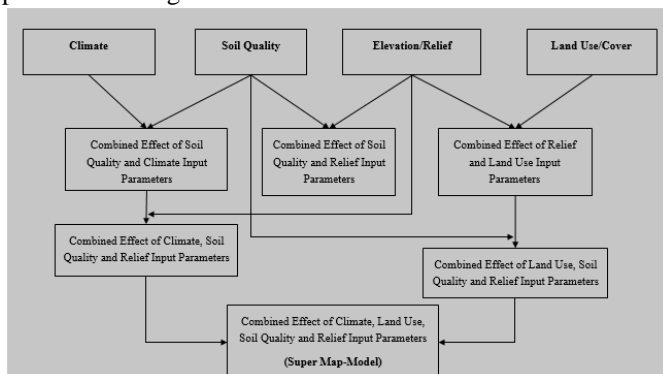 Climate
Soil Quality
Elevation/Relief
Land Use/Cover
Combined Effect of Soil
Quality and Climate Input
Parameters
Combined Effect of Soil
Quality and Relief Input
Parameters
Combined Effect of Relief
and Land Use Input
Parameters
Combined Effect of Climate, Soil
Quality and Relief Input Parameters
Combined Effect of Land Use, Soil
Quality and Relief Input Parameters
Combined Effect of Climate, Land Use,
Soil Quality and Relief Input Parameters
(Super Map-Model)